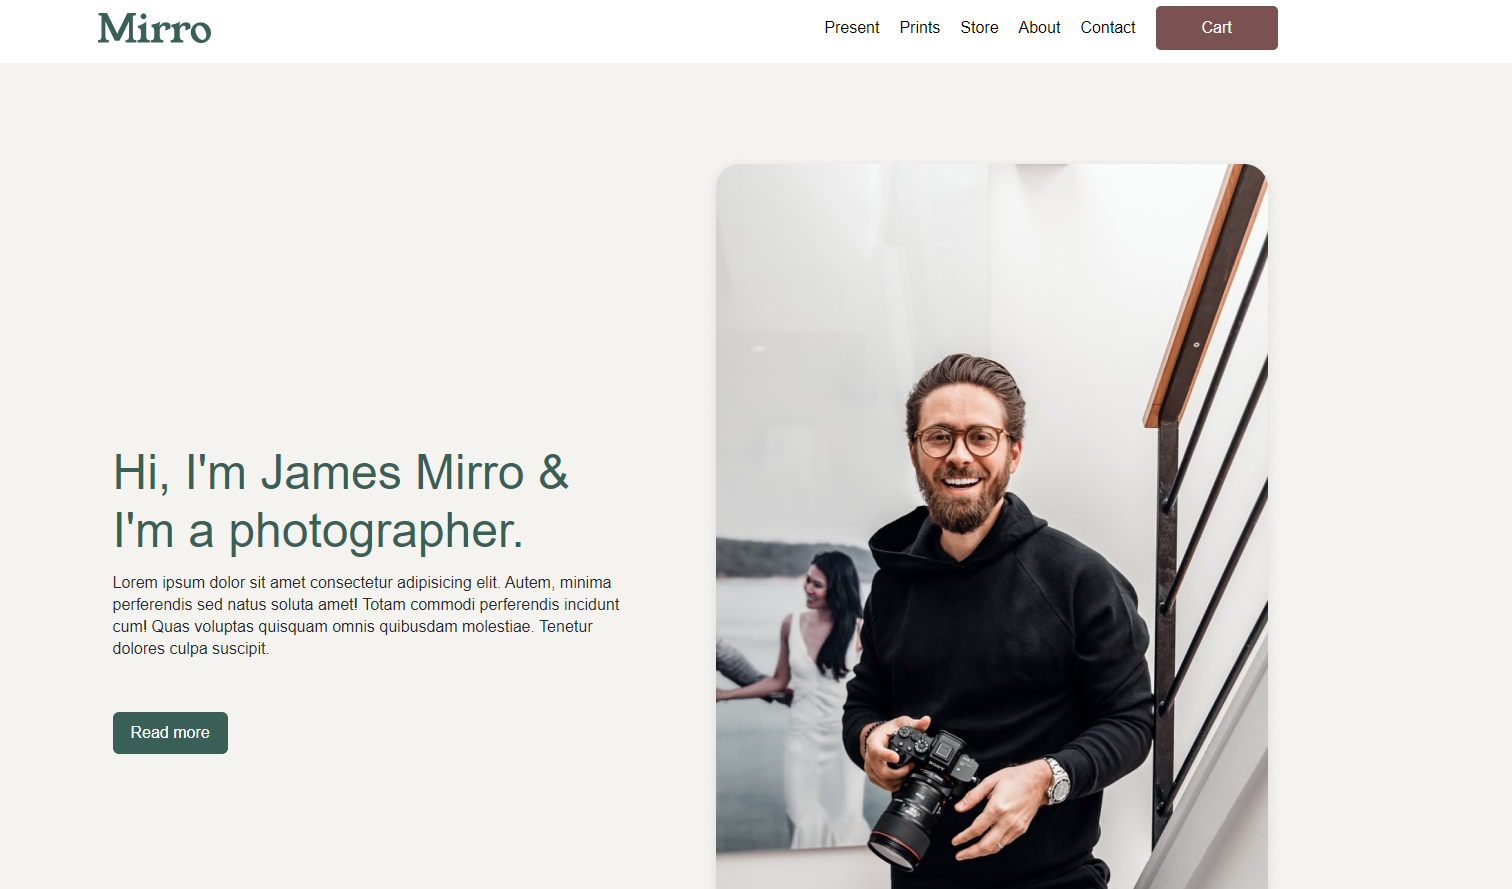 Mirro
Present Prints Store About Contact Cart
Hi, I'm James Mirro &
I'm a photographer.
Lorem ipsum dolor sit amet consectetur adipisicing elit. Autem, minima
perferendis sed natus soluta amet! Totam commodi perferendis incidunt
cum! Quas voluptas quisquam omnis quibusdam molestiae. Tenetur
dolores culpa suscipit.
Read more
SONY